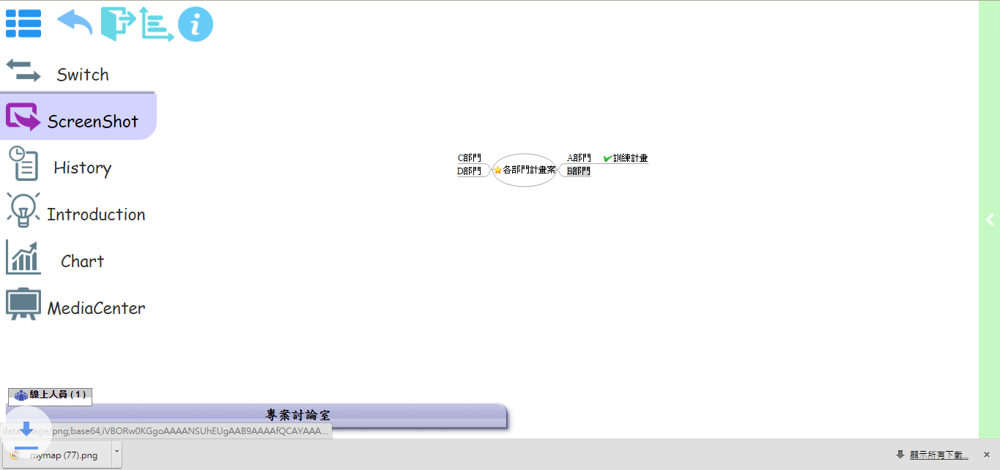 Switch
ScreenShot
History
Introduction
Chart
MediaCenter
C部門
D部門
各部門計畫案
A部門
訓練計畫
B部門
線上人員 ( 1 )
專案討論室
data:image/png;base64,iVBORw0KGgoAAAANSUhEUgAAB9AAAAfQCAYAAA...
mymap (77).png
顯示所有下載...